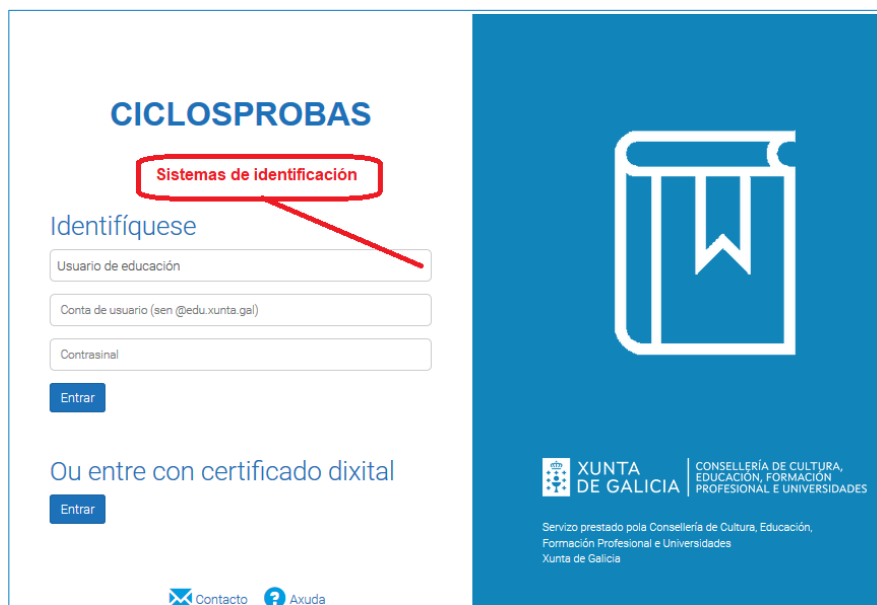 CICLOSPROBAS
Sistemas de identificación
Identifíquese
Usuario de educación
Conta de usuario (sen @edu.xunta.gal)
Contrasinal
Entrar
Ou entre con certificado dixital
Entrar
Contacto
? Axuda
XUNTA
DE GALICIA
CONSELLERÍA DE CULTURA,
EDUCACIÓN, FORMACIÓN
PROFESIONAL E UNIVERSIDADES
Servizo prestado pola Consellería de Cultura, Educación,
Formación Profesional e Universidades
Xunta de Galicia